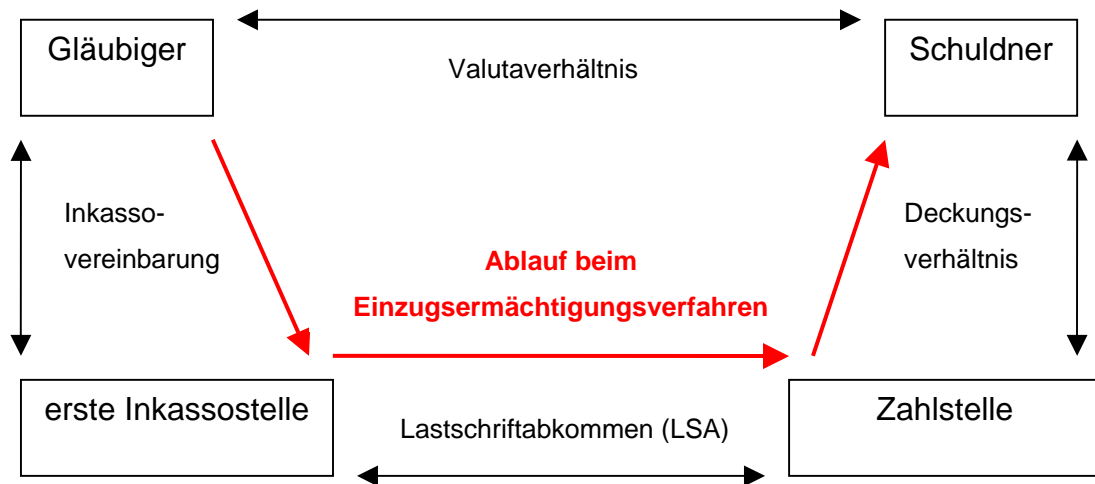 Gläubiger
Schuldner
Valutaverhältnis
Inkasso-
vereinbarung
Deckungs-
verhältnis
Ablauf beim
Einzugsermächtigungsverfahren
erste Inkassostelle
Zahlstelle
Lastschriftabkommen (LSA)